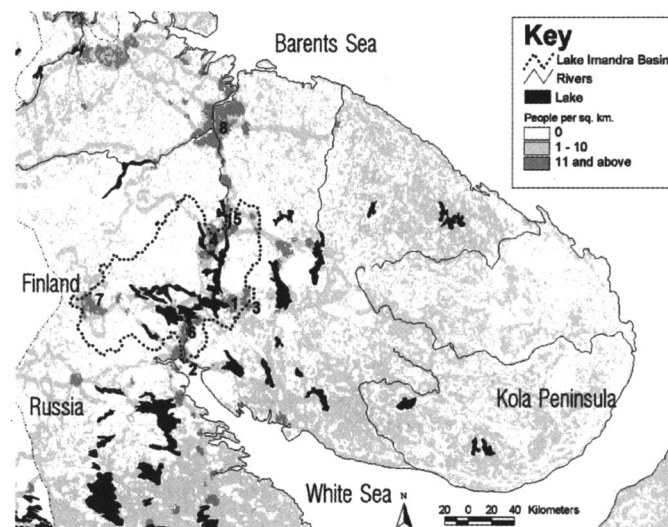 Barents Sea
Key
Lake Imandra Basin
Rivers
Lake
People per sq. km.
0
1 - 10
11 and above
8
5
4
Finland
7
1
3
6
2
Russia
Kola Peninsula
White Sea
N
20 0 20 40 Kilometers